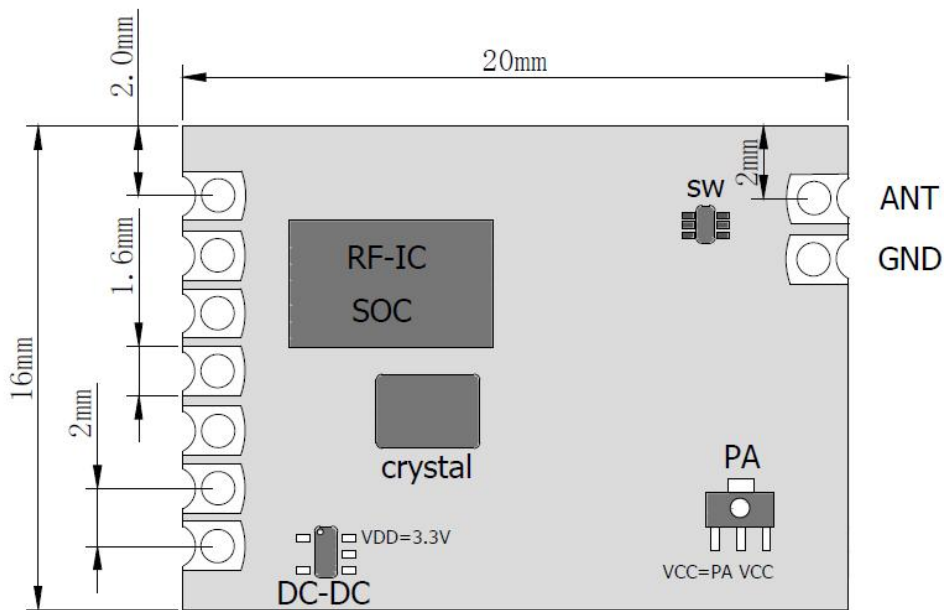 2.0mm
20mm
2mm
sw
ANT
GND
RF-IC
SOC
1.6mm
16mm
2mm
crystal
PA
VDD=3.3V
DC-DC
VCC=PA VCC